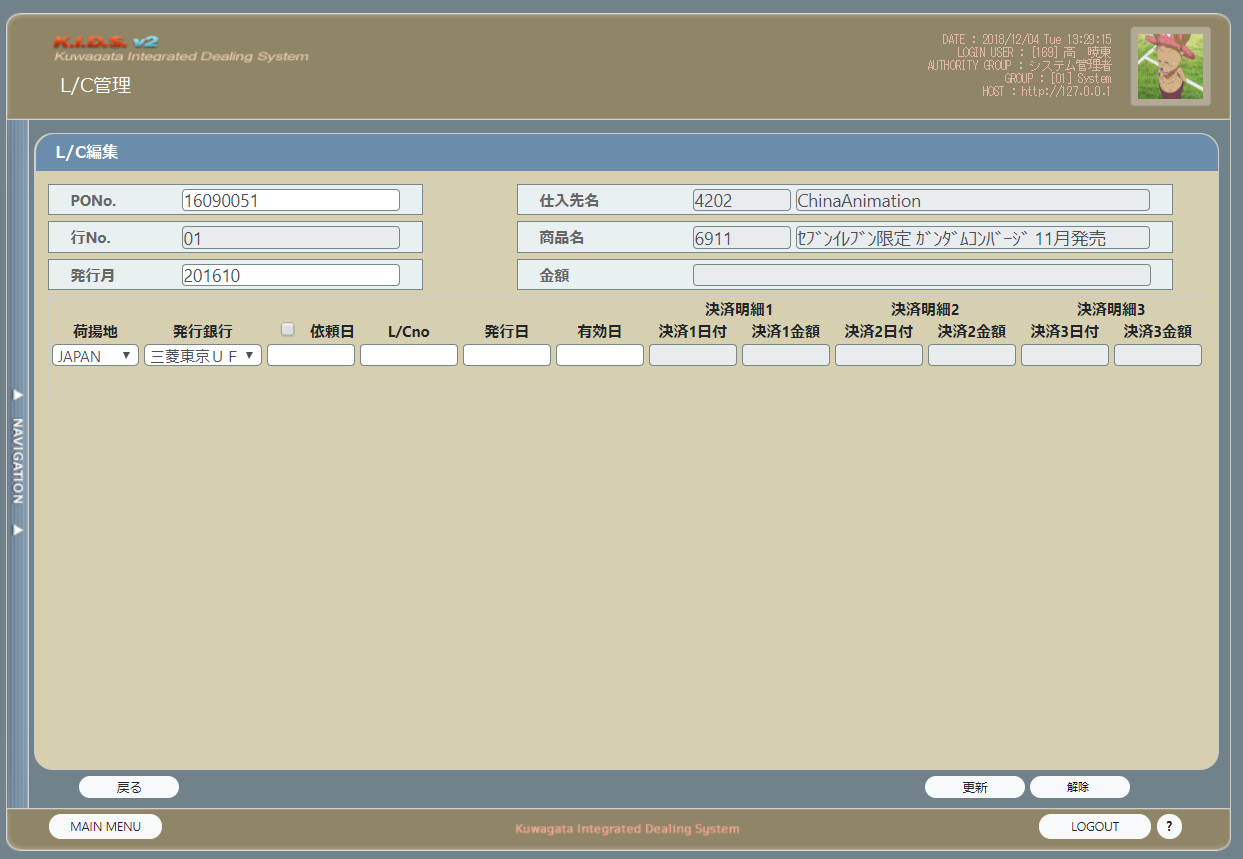 K.I.D.S. v2
Kuwagata Integrated Dealing System
L/C管理
DATE : 2018/12/04 Tue 13:29:15
LOGIN USER : [169] 高　暁東
AUTHORITY GROUP : システム管理者
GROUP : [01] System
HOST : http://127.0.0.1
L/C編集
PONo. 16090051 仕入先名 4202 ChinaAnimation
行No. 01 商品名 6911 ｾﾌﾞﾝｲﾚﾌﾞﾝ限定 ｶﾞﾝﾀﾞﾑｺﾝﾊﾞｰｼﾞ 11月発売
発行月 201610 金額
決済明細1 決済明細2 決済明細3
荷揚地 発行銀行 依頼日 L/Cno 発行日 有効日 決済1日付 決済1金額 決済2日付 決済2金額 決済3日付 決済3金額
JAPAN 三菱東京ＵＦ
NAVIGATION
戻る 更新 解除
MAIN MENU Kuwagata Integrated Dealing System LOGOUT ?